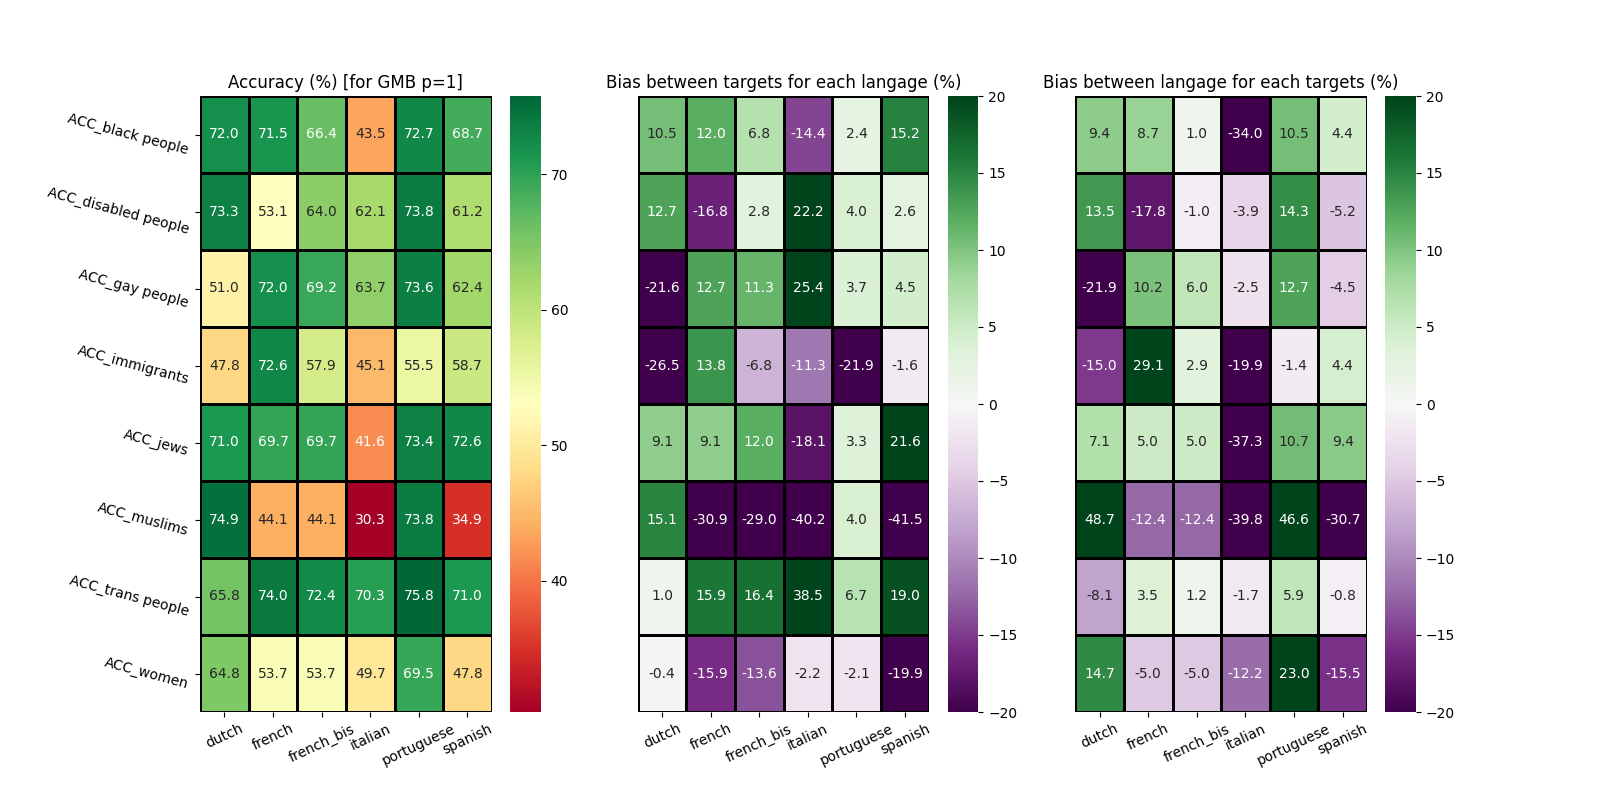 Accuracy (%) [for GMB p=1]
Bias between targets for each langage (%)
Bias between langage for each targets (%)
ACC_black people 72.0 71.5 66.4 43.5 72.7 68.7
ACC_disabled people 73.3 53.1 64.0 62.1 73.8 61.2
ACC_gay people 51.0 72.0 69.2 63.7 73.6 62.4
ACC_immigrants 47.8 72.6 57.9 45.1 55.5 58.7
ACC_jews 71.0 69.7 69.7 41.6 73.4 72.6
ACC_muslims 74.9 44.1 44.1 30.3 73.8 34.9
ACC_trans people 65.8 74.0 72.4 70.3 75.8 71.0
ACC_women 64.8 53.7 53.7 49.7 69.5 47.8
dutch french french_bis italian portuguese spanish
70
60
50
40
10.5 12.0 6.8 -14.4 2.4 15.2
12.7 -16.8 2.8 22.2 4.0 2.6
-21.6 12.7 11.3 25.4 3.7 4.5
-26.5 13.8 -6.8 -11.3 -21.9 -1.6
9.1 9.1 12.0 -18.1 3.3 21.6
15.1 -30.9 -29.0 -40.2 4.0 -41.5
1.0 15.9 16.4 38.5 6.7 19.0
-0.4 -15.9 -13.6 -2.2 -2.1 -19.9
dutch french french_bis italian portuguese spanish
20
15
10
5
0
−5
−10
−15
−20
9.4 8.7 1.0 -34.0 10.5 4.4
13.5 -17.8 -1.0 -3.9 14.3 -5.2
-21.9 10.2 6.0 -2.5 12.7 -4.5
-15.0 29.1 2.9 -19.9 -1.4 4.4
7.1 5.0 5.0 -37.3 10.7 9.4
48.7 -12.4 -12.4 -39.8 46.6 -30.7
-8.1 3.5 1.2 -1.7 5.9 -0.8
14.7 -5.0 -5.0 -12.2 23.0 -15.5
dutch french french_bis italian portuguese spanish
20
15
10
5
0
−5
−10
−15
−20